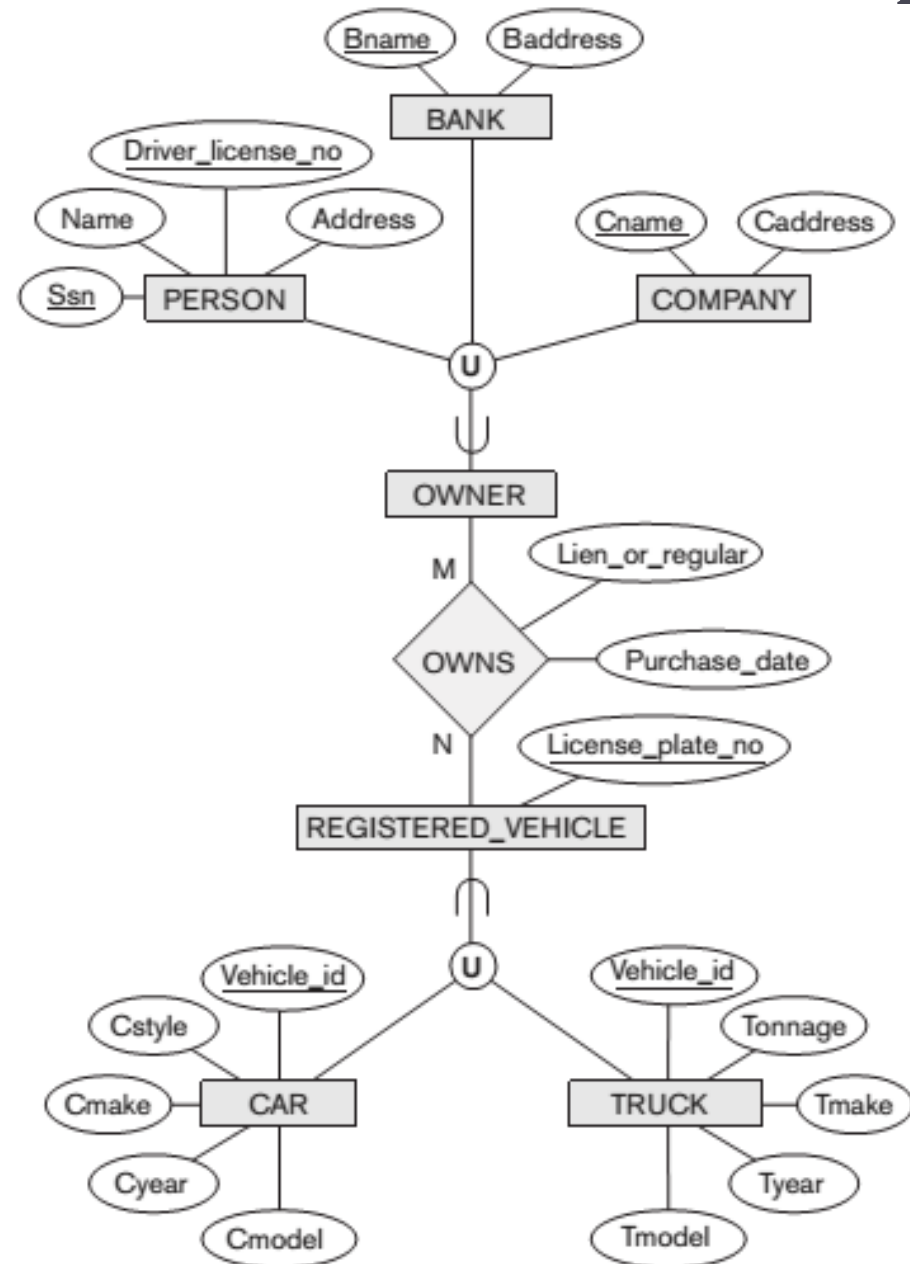 Bname
Baddress
BANK
Driver_license_no
Name
Address
Cname
Caddress
Ssn
PERSON
COMPANY
U
OWNER
M
Lien_or_regular
OWNS
Purchase_date
N
License_plate_no
REGISTERED_VEHICLE
U
Vehicle_id
Vehicle_id
Cstyle
Tonnage
Cmake
CAR
TRUCK
Tmake
Cyear
Tyear
Cmodel
Tmodel